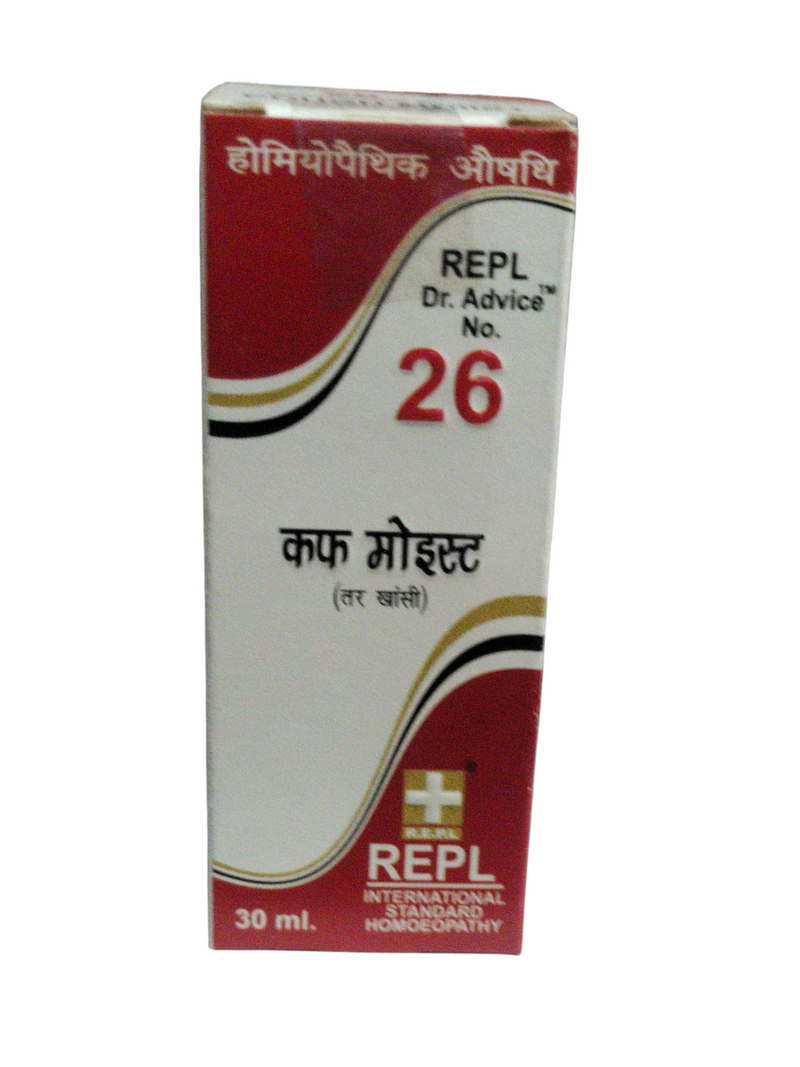 होमियोपैथिक औषधि
REPL
Dr. Advice™
No.
26
कफ मोइस्ट
(तर खांसी)
®
R.E.P.L
REPL
INTERNATIONAL
STANDARD
HOMOEOPATHY
30 ml.